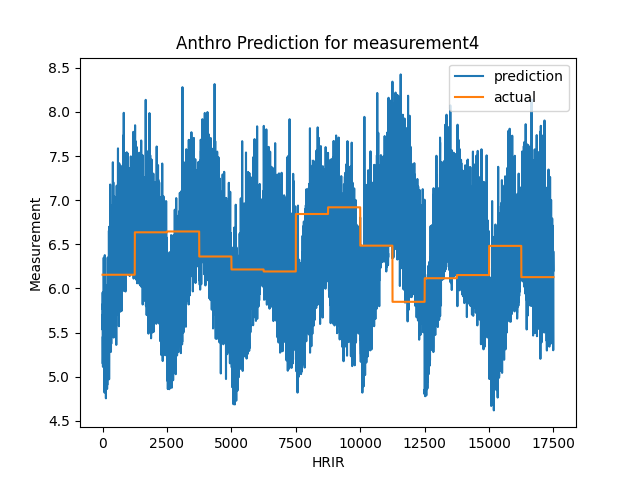 Anthro Prediction for measurement4
prediction
actual
8.5
8.0
7.5
7.0
6.5
6.0
5.5
5.0
4.5
Measurement
0 2500 5000 7500 10000 12500 15000 17500
HRIR